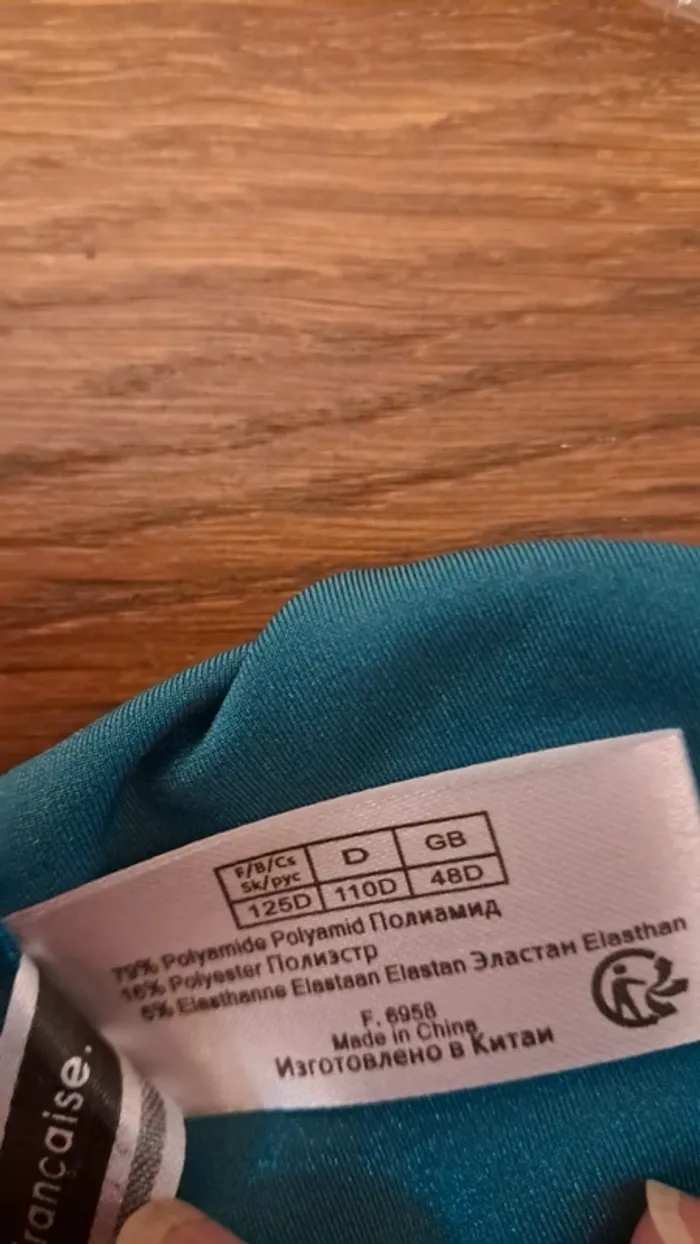 F/B/Cs D GB
Sk/рус
125D 110D 48D
79% Polyamide Polyamid Полиамид
16% Polyester Полиэстр
5% Elasthanne Elastaan Elastan Эластан Elasthan
F. 6958
Made in China
Изготовлено в Китаи
rançaise.